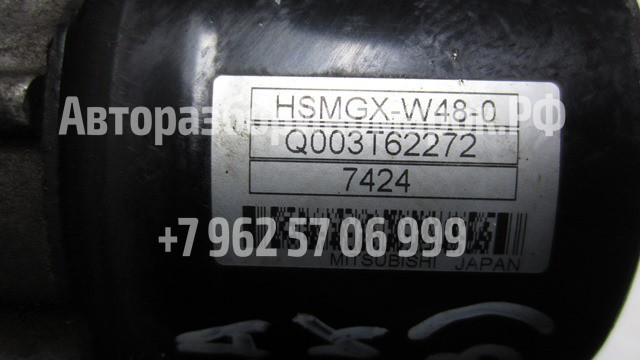 HSMGX-W48-0
Q003T62272
7424
+7 962 57 06 999
MITSUBISHI JAPAN